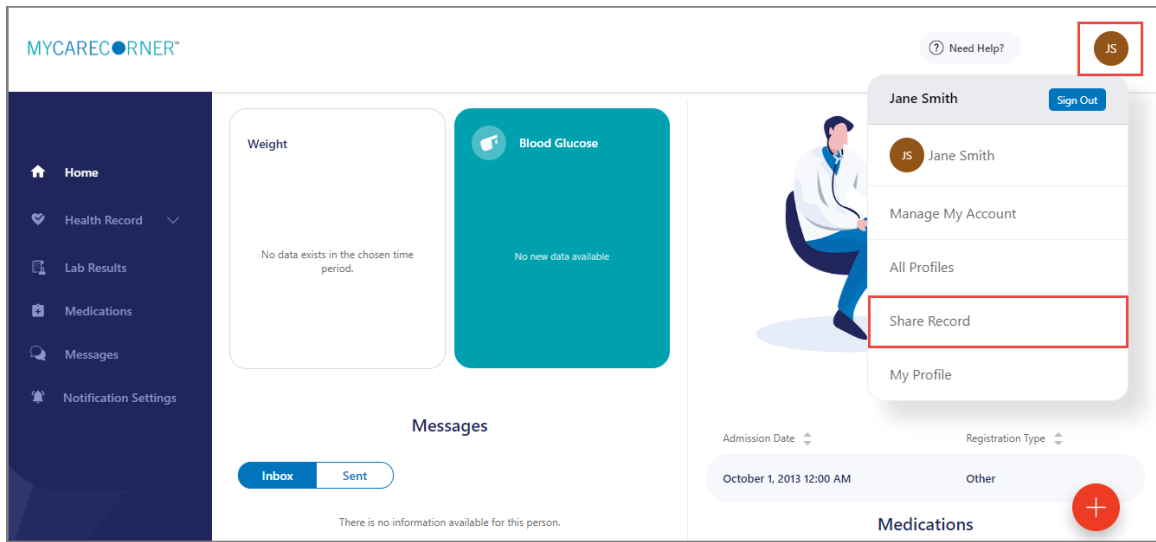 MYCARECORNER™
Need Help?
JS
Jane Smith
Sign Out
JS
Jane Smith
Manage My Account
All Profiles
Share Record
My Profile
Home
Health Record
Lab Results
Medications
Messages
Notification Settings
Weight
No data exists in the chosen time
period.
Blood Glucose
No new data available
Messages
Inbox
Sent
There is no information available for this person.
Admission Date
Registration Type
October 1, 2013 12:00 AM
Other
Medications